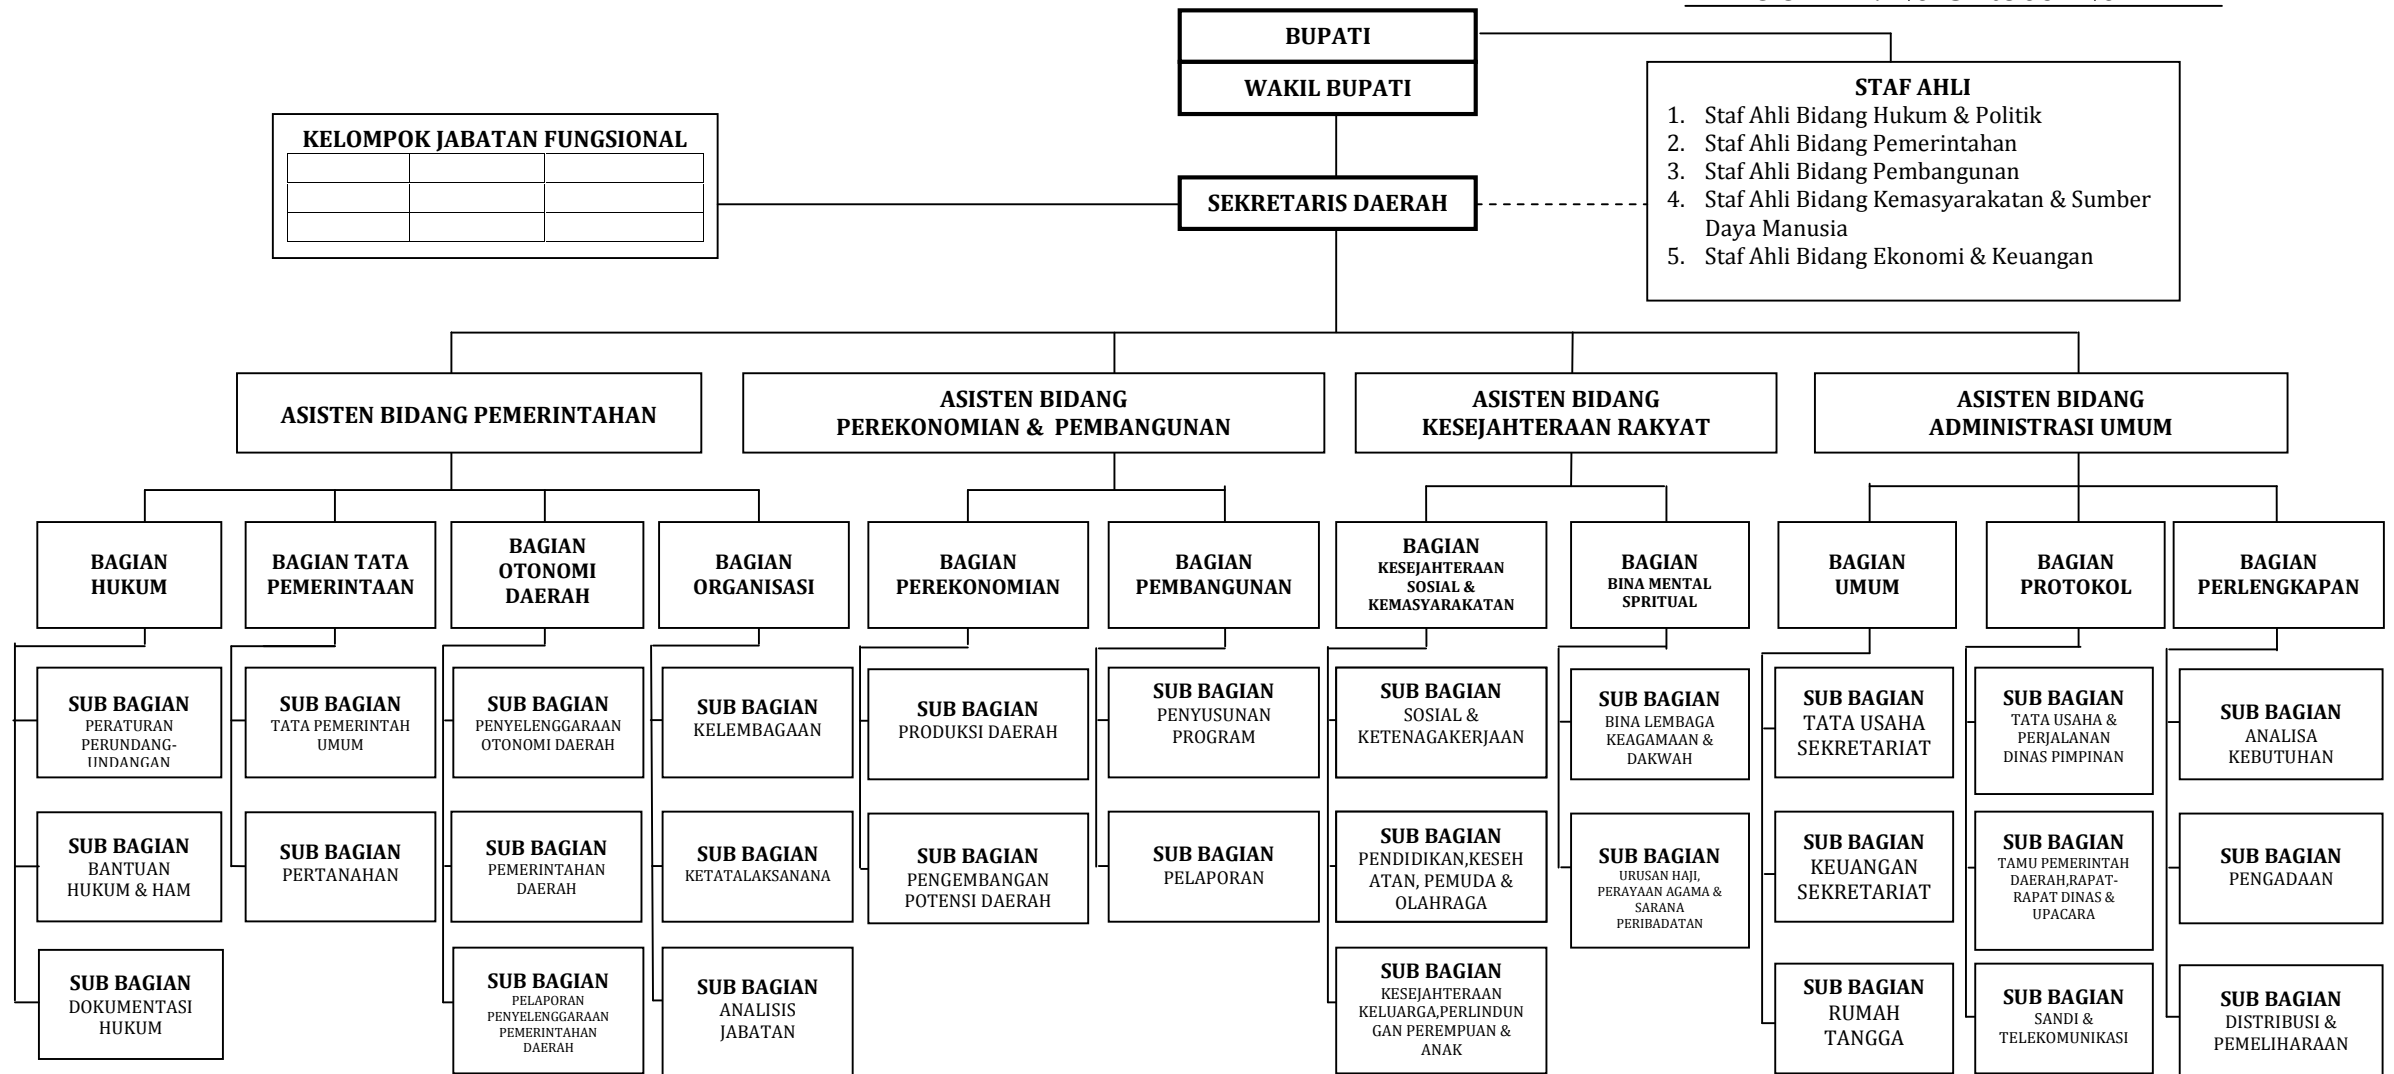 BUPATI
WAKIL BUPATI
STAF AHLI
1. Staf Ahli Bidang Hukum & Politik
2. Staf Ahli Bidang Pemerintahan
3. Staf Ahli Bidang Pembangunan
4. Staf Ahli Bidang Kemasyarakatan & Sumber
Daya Manusia
5. Staf Ahli Bidang Ekonomi & Keuangan
KELOMPOK JABATAN FUNGSIONAL
SEKRETARIS DAERAH
ASISTEN BIDANG PEMERINTAHAN
ASISTEN BIDANG
PEREKONOMIAN & PEMBANGUNAN
ASISTEN BIDANG
KESEJAHTERAAN RAKYAT
ASISTEN BIDANG
ADMINISTRASI UMUM
BAGIAN
HUKUM
BAGIAN TATA
PEMERINTAAN
BAGIAN
OTONOMI
DAERAH
BAGIAN
ORGANISASI
BAGIAN
PEREKONOMIAN
BAGIAN
PEMBANGUNAN
BAGIAN
KESEJAHTERAAN
SOSIAL &
KEMASYARAKATAN
BAGIAN
BINA MENTAL
SPRITUAL
BAGIAN
UMUM
BAGIAN
PROTOKOL
BAGIAN
PERLENGKAPAN
SUB BAGIAN
PERATURAN
PERUNDANG-
UNDANGAN
SUB BAGIAN
TATA PEMERINTAH
UMUM
SUB BAGIAN
PENYELENGGARAAN
OTONOMI DAERAH
SUB BAGIAN
KELEMBAGAAN
SUB BAGIAN
PRODUKSI DAERAH
SUB BAGIAN
PENYUSUNAN
PROGRAM
SUB BAGIAN
SOSIAL &
KETENAGAKERJAAN
SUB BAGIAN
BINA LEMBAGA
KEAGAMAAN &
DAKWAH
SUB BAGIAN
TATA USAHA
SEKRETARIAT
SUB BAGIAN
TATA USAHA &
PERJALANAN
DINAS PIMPINAN
SUB BAGIAN
ANALISA
KEBUTUHAN
SUB BAGIAN
BANTUAN
HUKUM & HAM
SUB BAGIAN
PERTANAHAN
SUB BAGIAN
PEMERINTAHAN
DAERAH
SUB BAGIAN
KETATALAKSANANA
SUB BAGIAN
PENGEMBANGAN
POTENSI DAERAH
SUB BAGIAN
PELAPORAN
SUB BAGIAN
PENDIDIKAN,KESEH
ATAN, PEMUDA &
OLAHRAGA
SUB BAGIAN
URUSAN HAJI,
PERAYAAN AGAMA &
SARANA
PERIBADATAN
SUB BAGIAN
KEUANGAN
SEKRETARIAT
SUB BAGIAN
TAMU PEMERINTAH
DAERAH,RAPAT-
RAPAT DINAS &
UPACARA
SUB BAGIAN
PENGADAAN
SUB BAGIAN
DOKUMENTASI
HUKUM
SUB BAGIAN
PELAPORAN
PENYELENGGARAAN
PEMERINTAHAN
DAERAH
SUB BAGIAN
ANALISIS
JABATAN
SUB BAGIAN
KESEJAHTERAAN
KELUARGA,PERLINDUN
GAN PEREMPUAN &
ANAK
SUB BAGIAN
RUMAH
TANGGA
SUB BAGIAN
SANDI &
TELEKOMUNIKASI
SUB BAGIAN
DISTRIBUSI &
PEMELIHARAAN